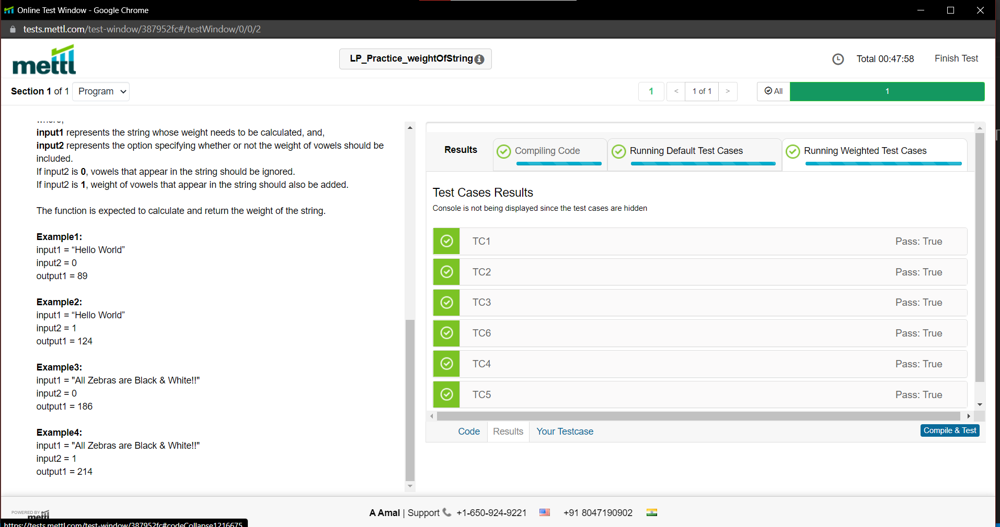 Online Test Window - Google Chrome
tests.mettl.com/test-window/387952fc#/testWindow/0/0/2
mettl
LP_Practice_weightOfString
Total 00:47:58
Finish Test
Section 1 of 1
Program
1
<
1 of 1
>
All
1
where,
input1 represents the string whose weight needs to be calculated, and,
input2 represents the option specifying whether or not the weight of vowels should be
included.
If input2 is 0, vowels that appear in the string should be ignored.
If input2 is 1, weight of vowels that appear in the string should also be added.
The function is expected to calculate and return the weight of the string.
Example1:
input1 = “Hello World”
input2 = 0
output1 = 89
Example2:
input1 = “Hello World”
input2 = 1
output1 = 124
Example3:
input1 = "All Zebras are Black & White!!"
input2 = 0
output1 = 186
Example4:
input1 = "All Zebras are Black & White!!"
input2 = 1
output1 = 214
Results
Compiling Code
Running Default Test Cases
Running Weighted Test Cases
Test Cases Results
Console is not being displayed since the test cases are hidden
TC1 Pass: True
TC2 Pass: True
TC3 Pass: True
TC6 Pass: True
TC4 Pass: True
TC5 Pass: True
Code
Results
Your Testcase
Compile & Test
POWERED BY mettl
A Amal | Support +1-650-924-9221 +91 8047190902
https://tests.mettl.com/test-window/387952fc#codeCollapse1216675